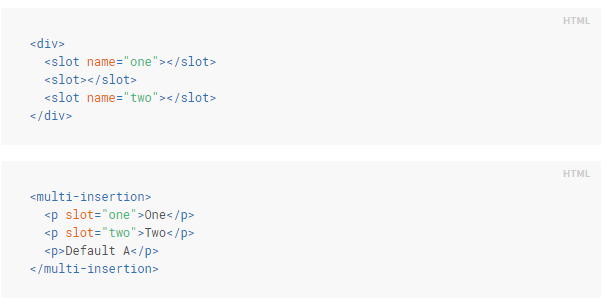 HTML
<div>
  <slot name="one"></slot>
  <slot></slot>
  <slot name="two"></slot>
</div>
HTML
<multi-insertion>
  <p slot="one">One</p>
  <p slot="two">Two</p>
  <p>Default A</p>
</multi-insertion>